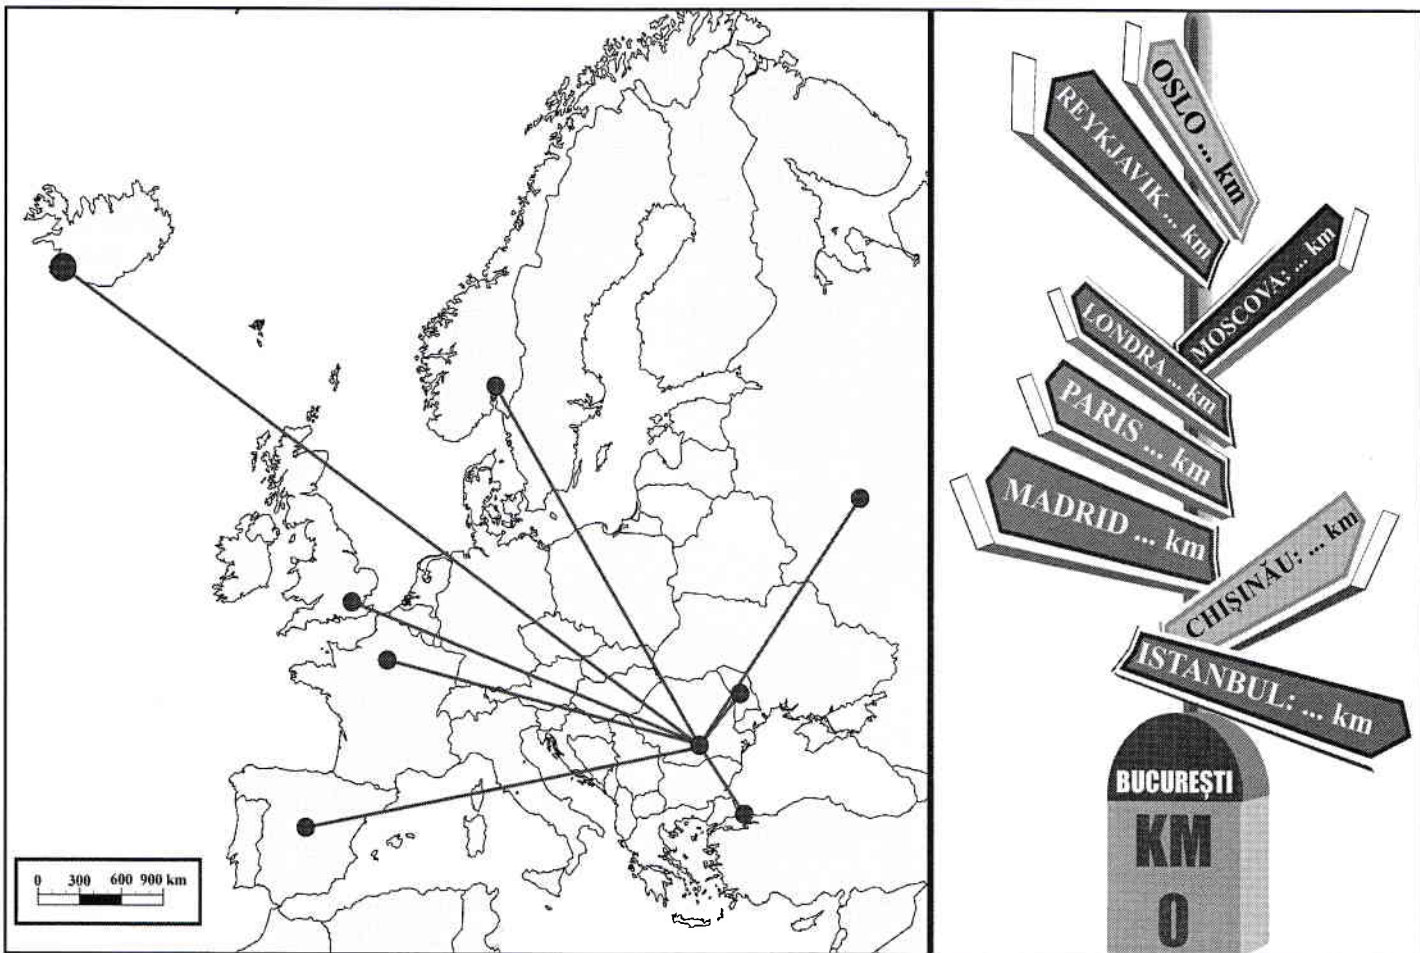 0 300 600 900 km
OSLO ... km
REYKJAVIK ... km
MOSCOVA: ... km
LONDRA ... km
PARIS ... km
MADRID ... km
CHIȘINĂU: ... km
ISTANBUL: ... km
BUCUREȘTI
KM
0